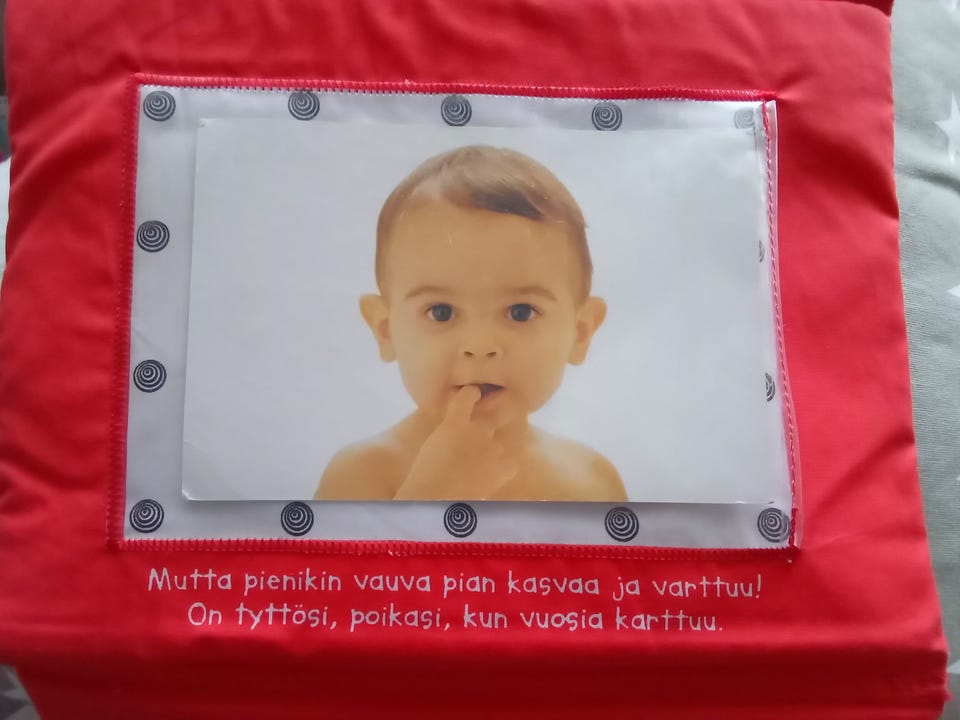 Mutta pienikin vauva pian kasvaa ja varttuu!
On tyttösi, poikasi, kun vuosia karttuu.